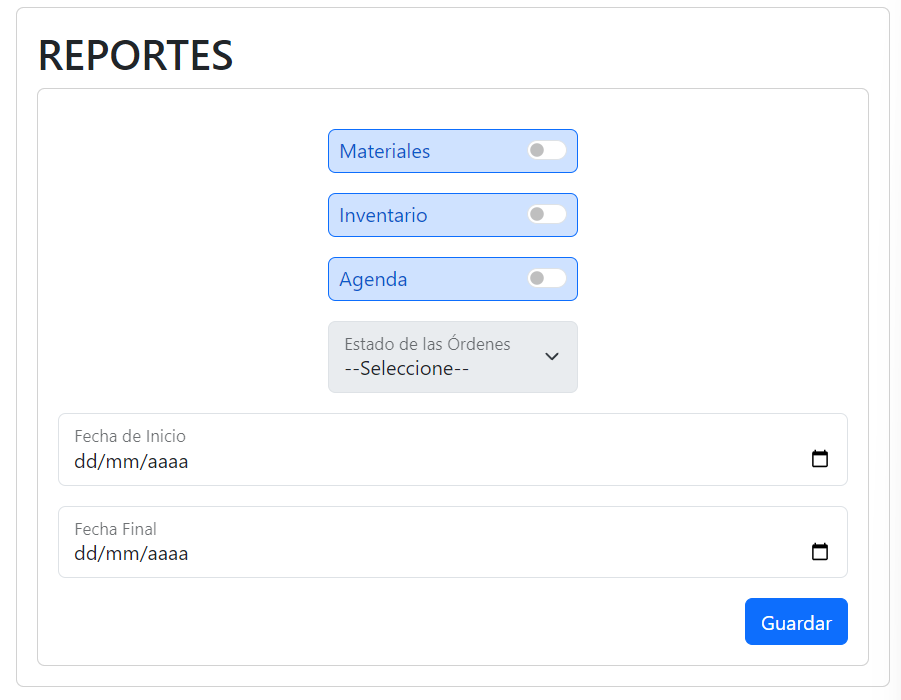 REPORTES
Materiales
Inventario
Agenda
Estado de las Órdenes
--Seleccione--
Fecha de Inicio
dd/mm/aaaa
Fecha Final
dd/mm/aaaa
Guardar